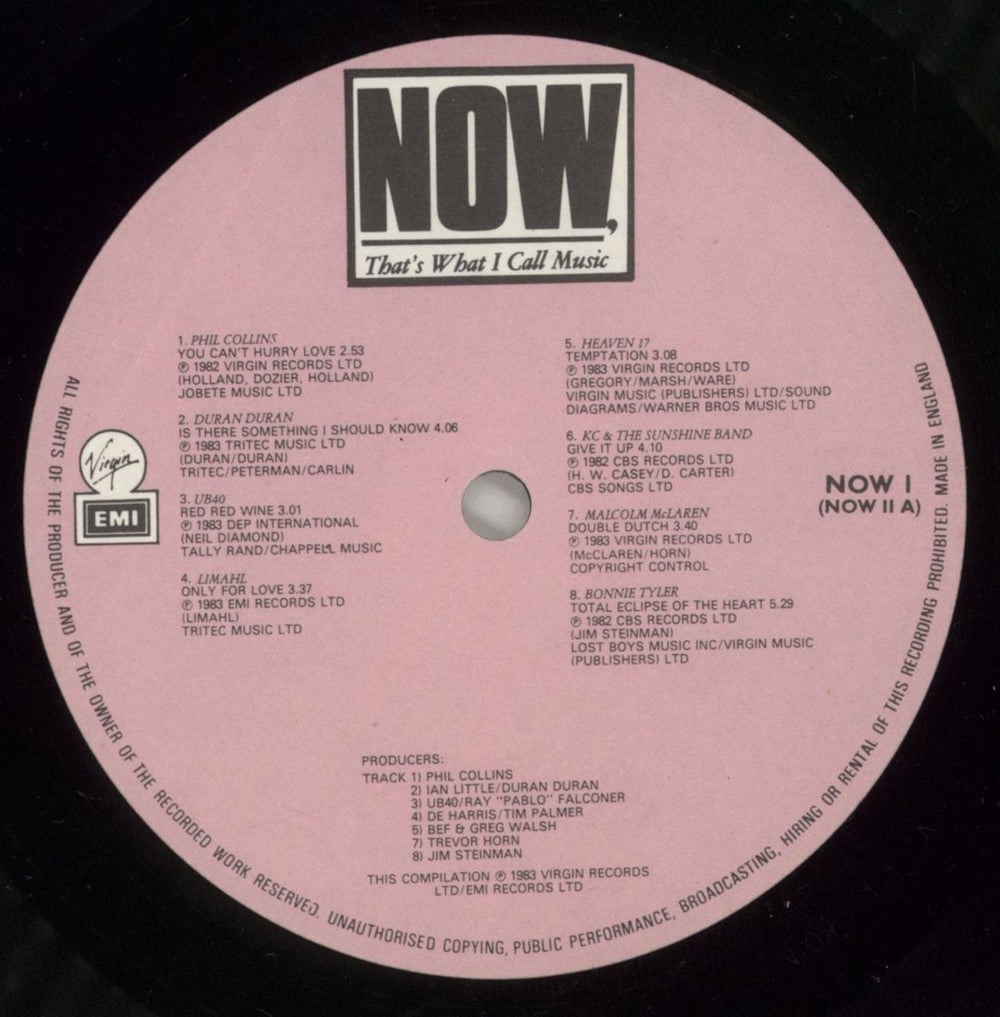 NOW,
That's What I Call Music
1. PHIL COLLINS
YOU CAN'T HURRY LOVE 2.53
℗ 1982 VIRGIN RECORDS LTD
(HOLLAND, DOZIER, HOLLAND)
JOBETE MUSIC LTD
2. DURAN DURAN
IS THERE SOMETHING I SHOULD KNOW 4.06
℗ 1983 TRITEC MUSIC LTD
(DURAN/DURAN)
TRITEC/PETERMAN/CARLIN
3. UB40
RED RED WINE 3.01
℗ 1983 DEP INTERNATIONAL
(NEIL DIAMOND)
TALLY RAND/CHAPPELL MUSIC
4. LIMAHL
ONLY FOR LOVE 3.37
℗ 1983 EMI RECORDS LTD
(LIMAHL)
TRITEC MUSIC LTD
5. HEAVEN 17
TEMPTATION 3.08
℗ 1983 VIRGIN RECORDS LTD
(GREGORY/MARSH/WARE)
VIRGIN MUSIC (PUBLISHERS) LTD/SOUND
DIAGRAMS/WARNER BROS MUSIC LTD
6. KC & THE SUNSHINE BAND
GIVE IT UP 4.10
℗ 1982 CBS RECORDS LTD
(H. W. CASEY/D. CARTER)
CBS SONGS LTD
7. MALCOLM McLAREN
DOUBLE DUTCH 3.40
℗ 1983 VIRGIN RECORDS LTD
(McCLAREN/HORN)
COPYRIGHT CONTROL
8. BONNIE TYLER
TOTAL ECLIPSE OF THE HEART 5.29
℗ 1982 CBS RECORDS LTD
(JIM STEINMAN)
LOST BOYS MUSIC INC/VIRGIN MUSIC
(PUBLISHERS) LTD
Virgin
EMI
NOW I
(NOW II A)
PRODUCERS:
TRACK 1) PHIL COLLINS
2) IAN LITTLE/DURAN DURAN
3) UB40/RAY "PABLO" FALCONER
4) DE HARRIS/TIM PALMER
5) BEF & GREG WALSH
7) TREVOR HORN
8) JIM STEINMAN
THIS COMPILATION ℗ 1983 VIRGIN RECORDS
LTD/EMI RECORDS LTD
ALL RIGHTS OF THE PRODUCER AND OF THE OWNER OF THE RECORDED WORK RESERVED. UNAUTHORISED COPYING, PUBLIC PERFORMANCE, BROADCASTING, HIRING OR RENTAL OF THIS RECORDING PROHIBITED. MADE IN ENGLAND